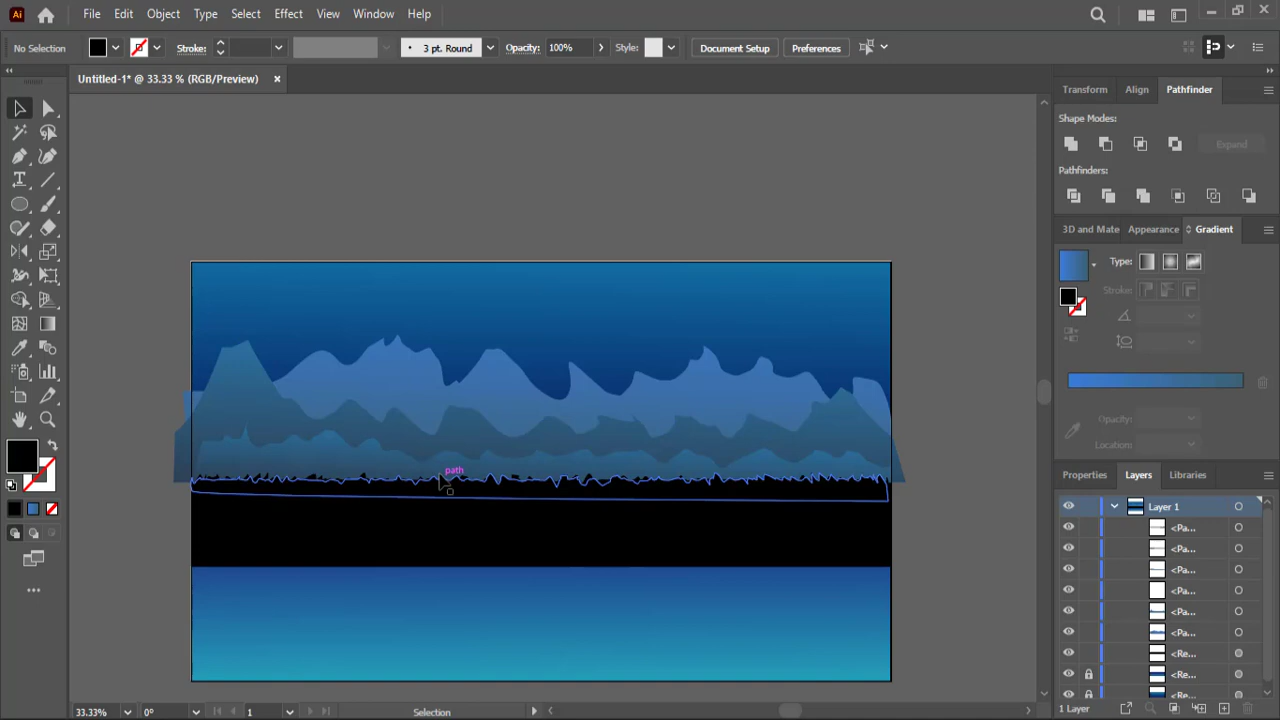 Ai File Edit Object Type Select Effect View Window Help
No Selection Stroke: 3 pt. Round Opacity: 100% Style: Document Setup Preferences
Untitled-1* @ 33.33 % (RGB/Preview)
Transform Align Pathfinder
Shape Modes:
Expand
Pathfinders:
3D and Mate Appearance Gradient
Type:
Stroke:
path
Opacity:
Location:
Properties Layers Libraries
Layer 1
<Pa...
<Pa...
<Pa...
<Pa...
<Pa...
<Pa...
<Re...
<Re...
<Re...
33.33% 0° 1 Selection
1 Layer